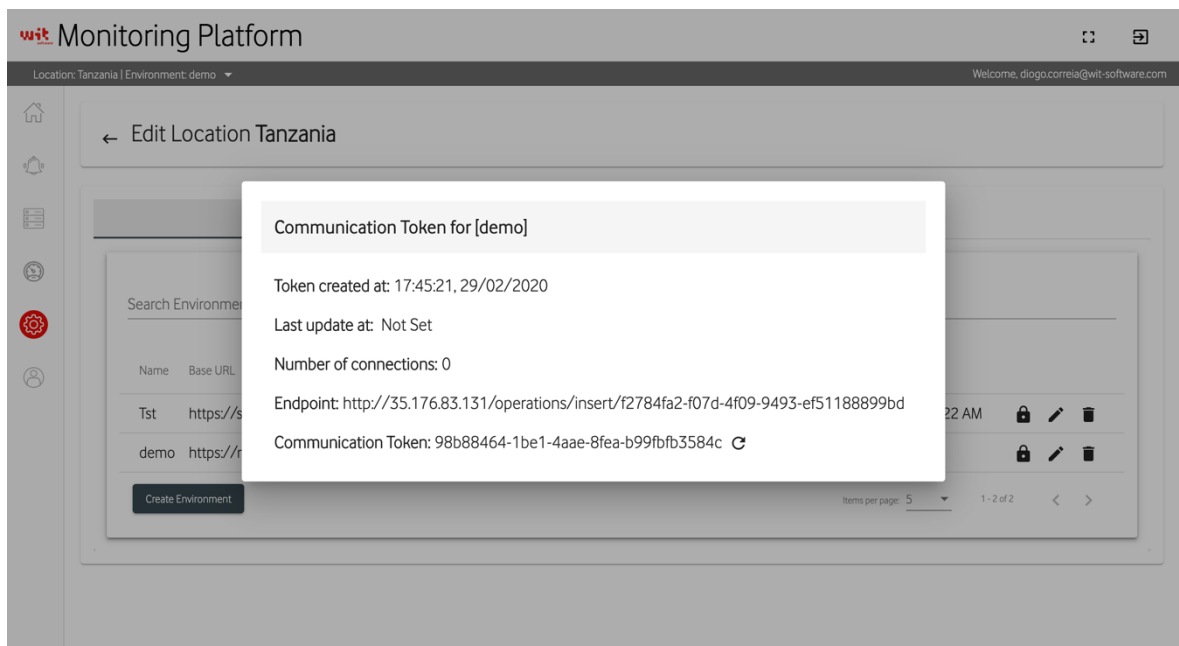 wit software Monitoring Platform
Location: Tanzania | Environment: demo
Welcome, diogo.correia@wit-software.com
← Edit Location Tanzania
Communication Token for [demo]
Token created at: 17:45:21, 29/02/2020
Search Environme
Last update at: Not Set
Number of connections: 0
Name Base URL
Endpoint: http://35.176.83.131/operations/insert/f2784fa2-f07d-4f09-9493-ef51188899bd
Tst https://s 22 AM
Communication Token: 98b88464-1be1-4aae-8fea-b99fbfb3584c
demo https://r
Create Environment
Items per page: 5 1 - 2 of 2